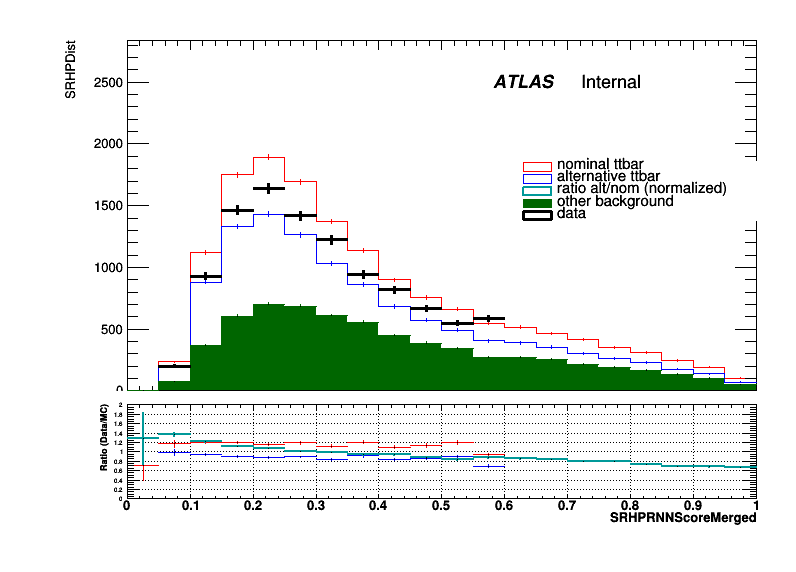 SRHPDist
2500
2000
1500
1000
500
0
ATLAS Internal
nominal ttbar
alternative ttbar
ratio alt/nom (normalized)
other background
data
Ratio (Data/MC)
2
1.8
1.6
1.4
1.2
1
0.8
0.6
0.4
0.2
0
0 0.1 0.2 0.3 0.4 0.5 0.6 0.7 0.8 0.9 1
SRHPRNNScoreMerged